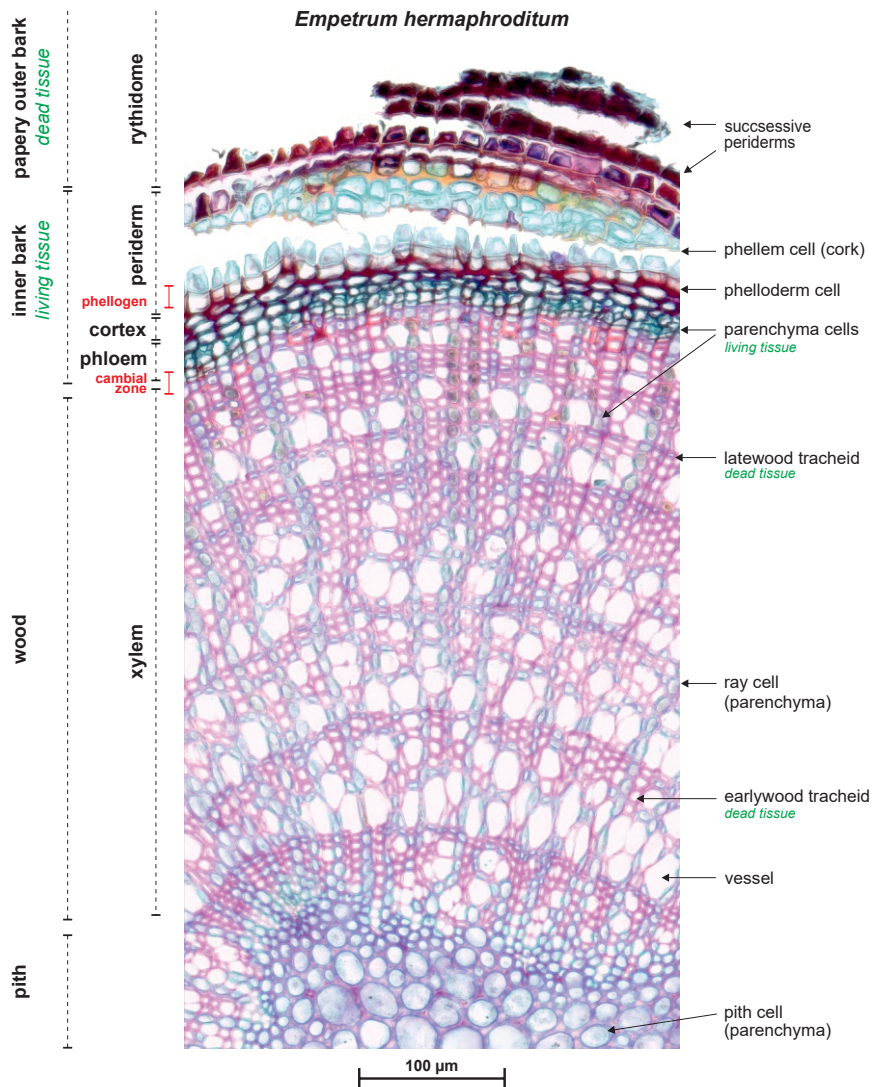 Empetrum hermaphroditum
papery outer bark
dead tissue
rythidome
succsessive
periderms
inner bark
living tissue
periderm
phellem cell (cork)
phellogen
phelloderm cell
cortex
parenchyma cells
living tissue
phloem
cambial
zone
latewood tracheid
dead tissue
wood
xylem
ray cell
(parenchyma)
earlywood tracheid
dead tissue
vessel
pith
pith cell
(parenchyma)
100 µm